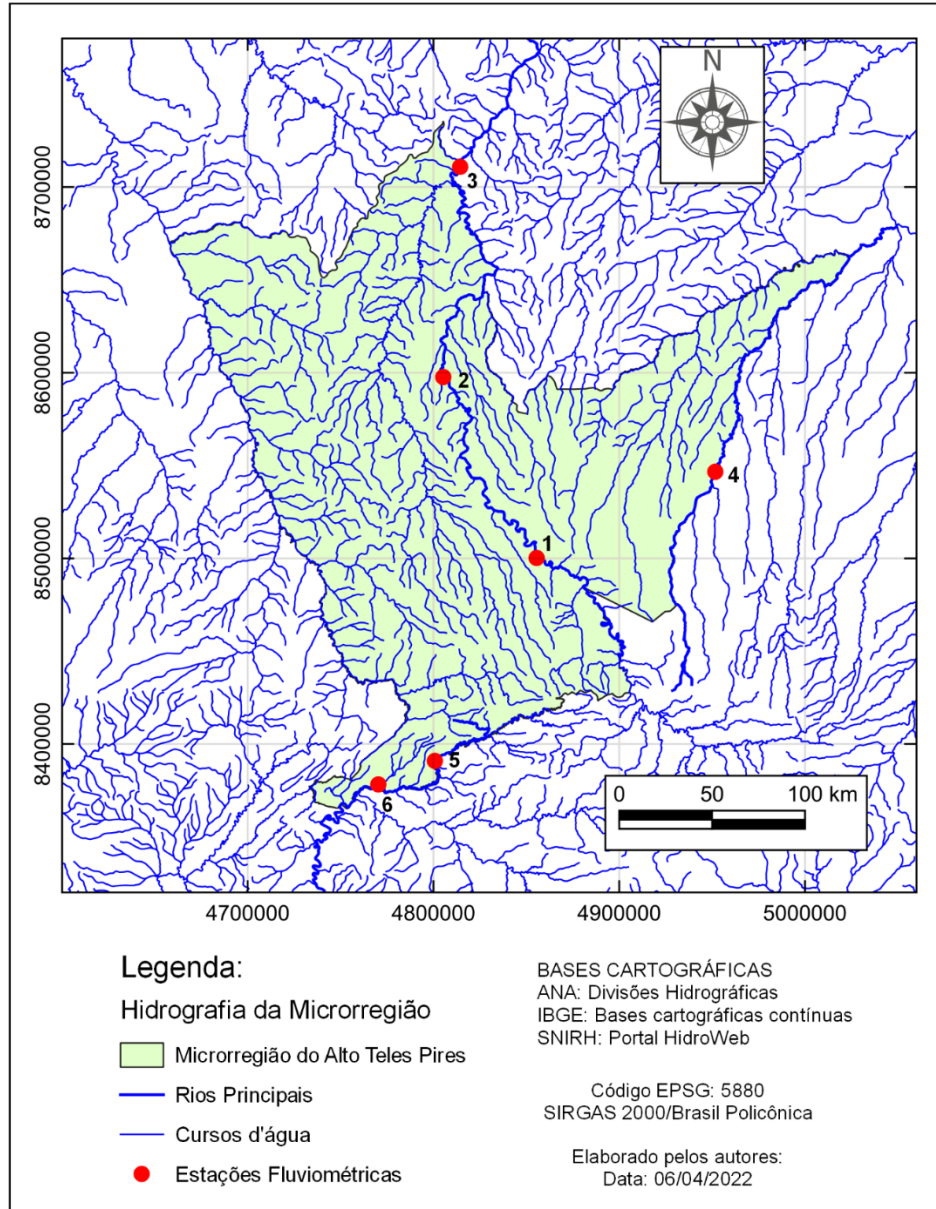 N
8700000
8600000
8500000
8400000
3
2
4
1
5
6
0 50 100 km
4700000 4800000 4900000 5000000
Legenda:
Hidrografia da Microrregião
Microrregião do Alto Teles Pires
Rios Principais
Cursos d'água
Estações Fluviométricas
BASES CARTOGRÁFICAS
ANA: Divisões Hidrográficas
IBGE: Bases cartográficas contínuas
SNIRH: Portal HidroWeb
Código EPSG: 5880
SIRGAS 2000/Brasil Policônica
Elaborado pelos autores:
Data: 06/04/2022